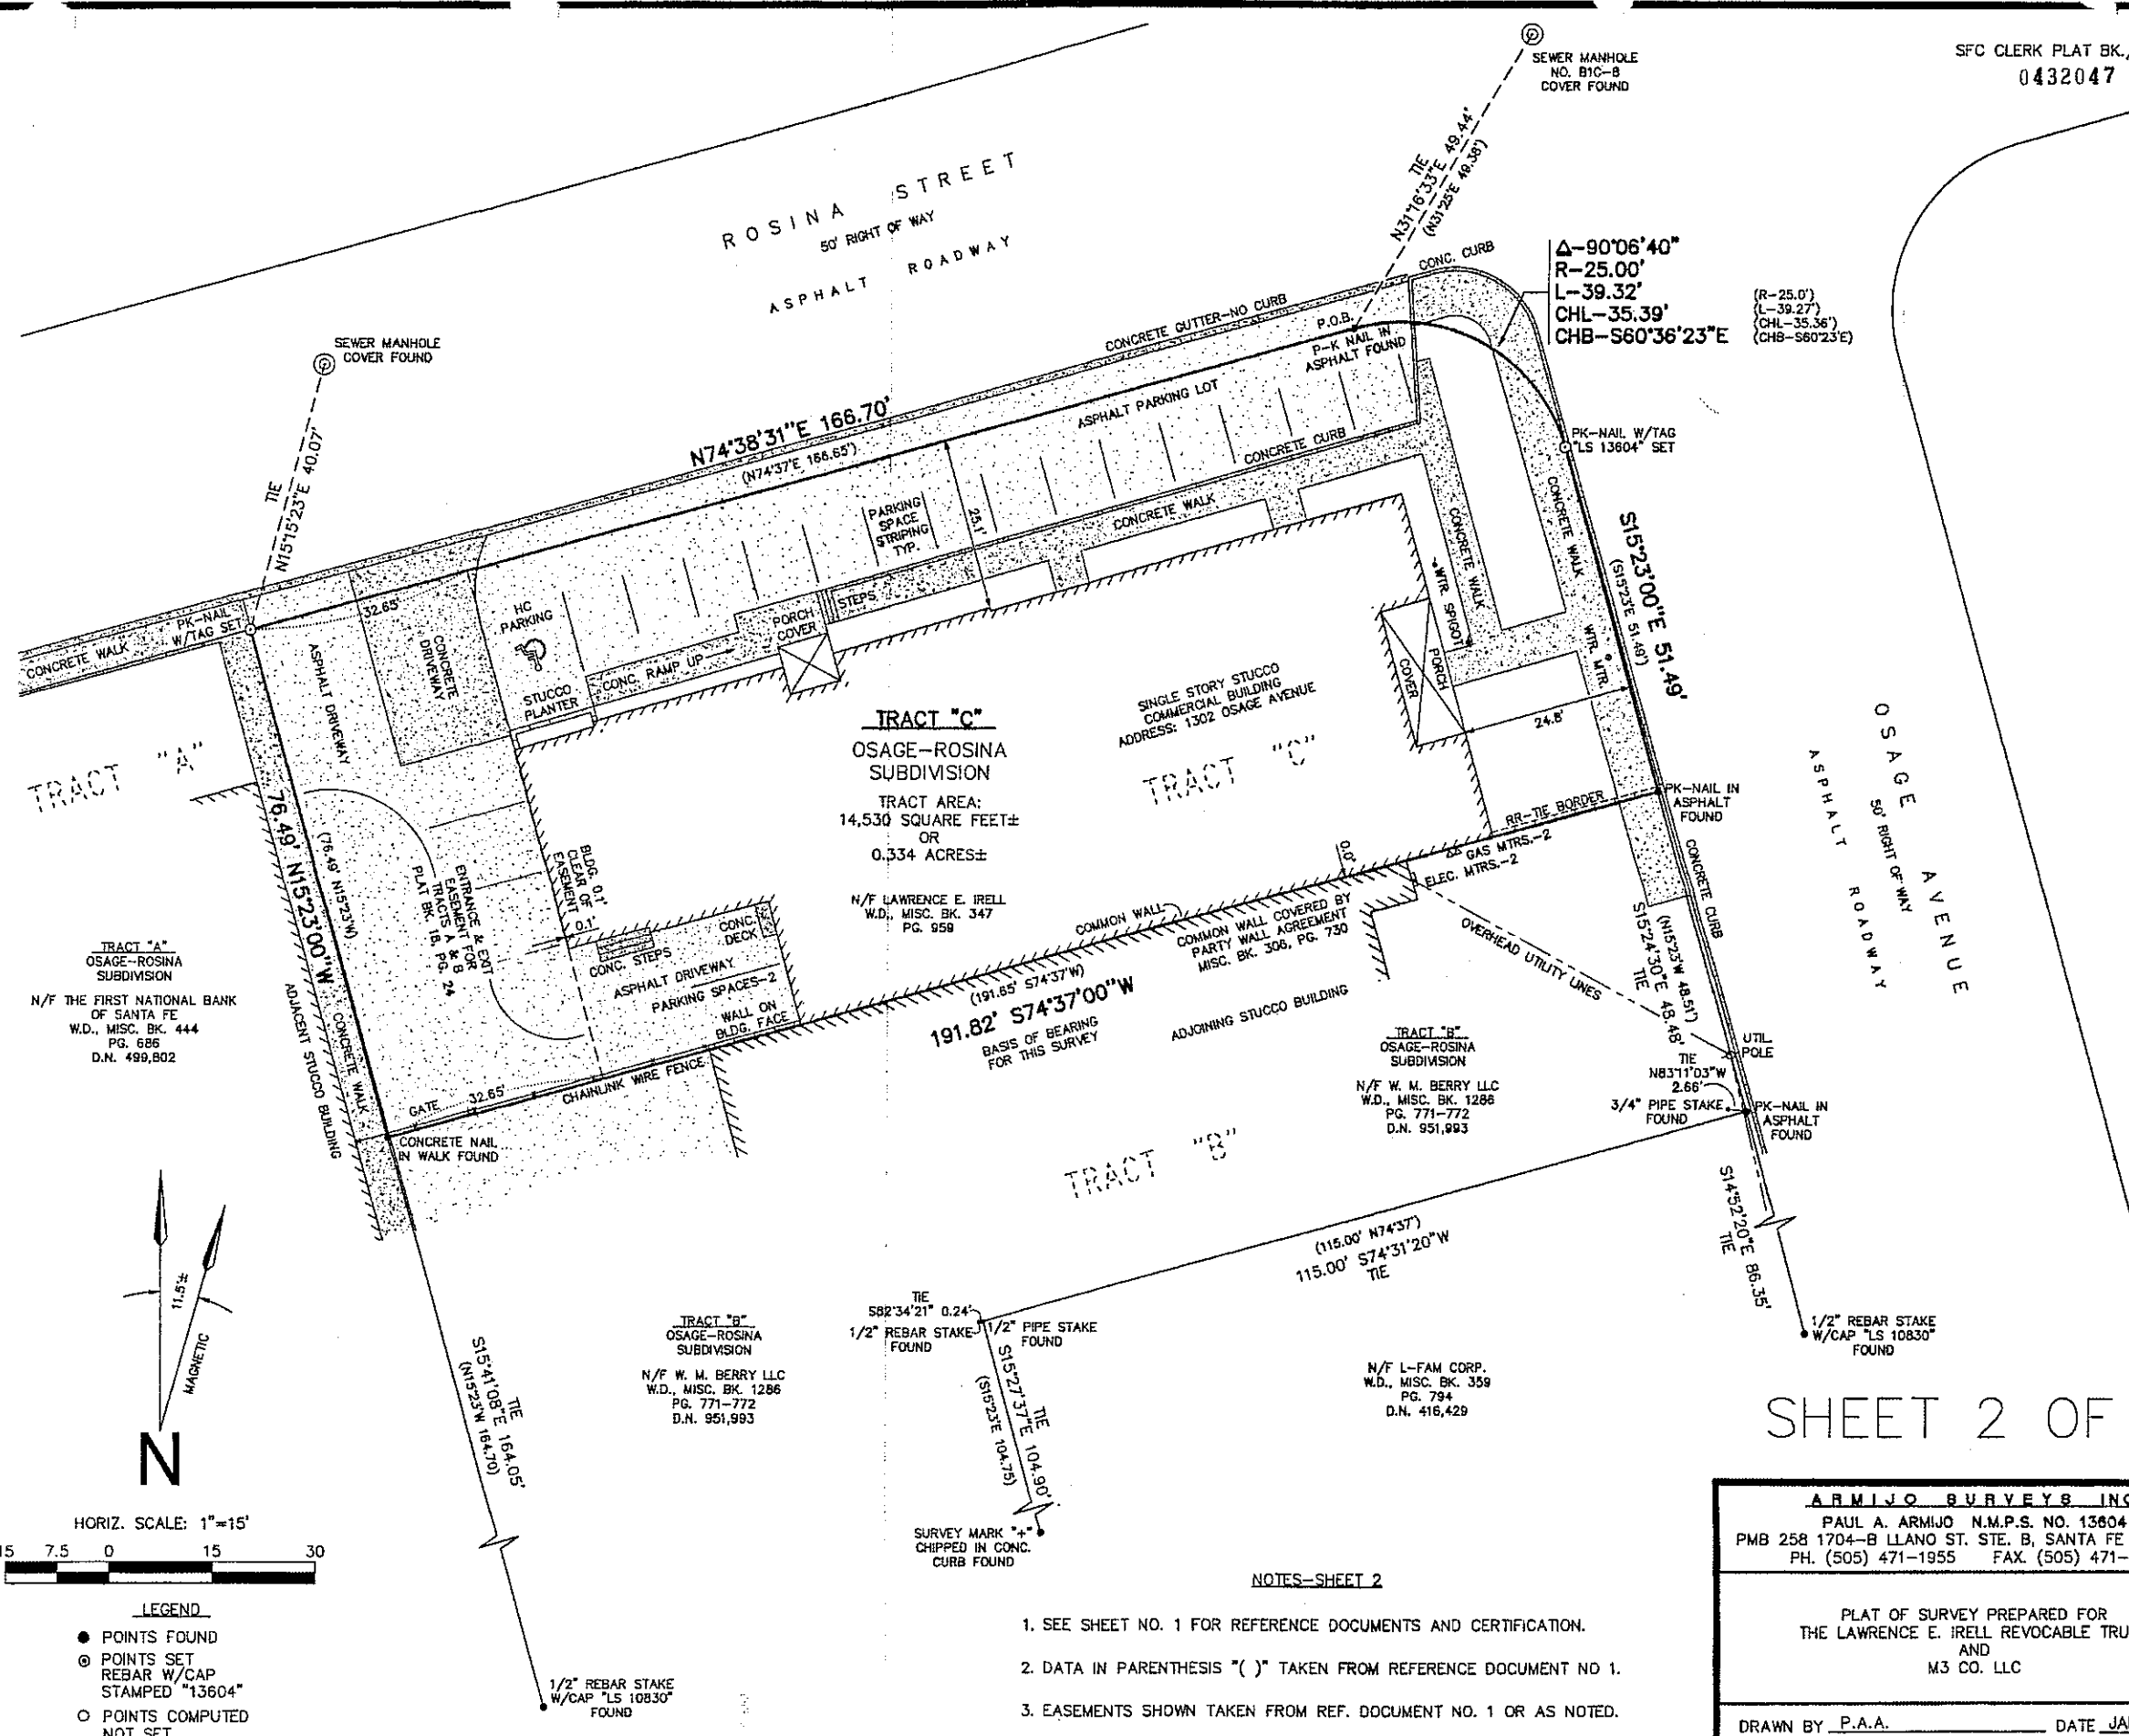 SFC CLERK PLAT BK.,
0432047
SEWER MANHOLE
NO. B1C-8
COVER FOUND
TIE
N31°16'33"E 49.44'
(N31°25'E 49.38')
ROSINA STREET
50' RIGHT OF WAY
ASPHALT ROADWAY
SEWER MANHOLE
COVER FOUND
TIE
N15°15'23"E 40.07'
CONC. CURB
Δ-90°06'40"
R-25.00'
L-39.32'
CHL-35.39'
CHB-S60°36'23"E
(R-25.0')
(L-39.27')
(CHL-35.36')
(CHB-S60°23'E)
CONCRETE GUTTER-NO CURB
P.O.B.
P-K NAIL IN
ASPHALT FOUND
N74°38'31"E 166.70'
(N74°37'E 166.65')
ASPHALT PARKING LOT
CONCRETE CURB
CONCRETE WALK
PK-NAIL W/TAG
"LS 13604" SET
PARKING
SPACE
STRIPING
TYP.
25.1'
CONCRETE WALK
CONCRETE WALK
S15°23'00"E 51.49'
(S15°23'E 51.49')
WTR. SPIGOT
WTR. MTR.
PK-NAIL
W/TAG SET
CONCRETE WALK
32.65'
ASPHALT DRIVEWAY
CONCRETE
DRIVEWAY
HC
PARKING
STUCCO
PLANTER
CONC. RAMP UP
PORCH
COVER
STEPS
PORCH
COVER
24.8'
TRACT "C"
OSAGE-ROSINA
SUBDIVISION
TRACT AREA:
14,530 SQUARE FEET±
OR
0.334 ACRES±
N/F LAWRENCE E. IRELL
W.D., MISC. BK. 347
PG. 959
SINGLE STORY STUCCO
COMMERCIAL BUILDING
ADDRESS: 1302 OSAGE AVENUE
TRACT "C"
OSAGE AVENUE
50' RIGHT OF WAY
ASPHALT ROADWAY
TRACT "A"
76.49' N15°23'00"W
(76.49' N15°23'W)
CONCRETE WALK
ADJACENT STUCCO BUILDING
ENTRANCE & EXIT
EASEMENT FOR
TRACTS A & B
PLAT BK. 16, PG. 24
BLDG. 0.1'
CLEAR OF
EASEMENT
0.1'
CONC. STEPS
CONC.
DECK
ASPHALT DRIVEWAY
PARKING SPACES-2
WALL ON
BLDG. FACE
COMMON WALL
COMMON WALL COVERED BY
PARTY WALL AGREEMENT
MISC. BK. 306, PG. 730
0.0'
RR-TIE BORDER
GAS MTRS.-2
ELEC. MTRS.-2
PK-NAIL IN
ASPHALT
FOUND
CONCRETE CURB
OVERHEAD UTILITY LINES
(N15°23'W 48.51')
S15°24'30"E 48.48'
TIE
UTIL.
POLE
TIE
N83°11'03"W
2.66'
3/4" PIPE STAKE
FOUND
PK-NAIL IN
ASPHALT
FOUND
(191.65' S74°37'W)
191.82' S74°37'00"W
BASIS OF BEARING
FOR THIS SURVEY
ADJOINING STUCCO BUILDING
TRACT "A"
OSAGE-ROSINA
SUBDIVISION
N/F THE FIRST NATIONAL BANK
OF SANTA FE
W.D., MISC. BK. 444
PG. 686
D.N. 499,802
TRACT "B"
OSAGE-ROSINA
SUBDIVISION
N/F W. M. BERRY LLC
W.D., MISC. BK. 1286
PG. 771-772
D.N. 951,993
GATE
32.65'
CHAINLINK WIRE FENCE
CONCRETE NAIL
IN WALK FOUND
TRACT "B"
S14°52'20"E 86.35'
TIE
(115.00' N74°37')
115.00' S74°31'20"W
TIE
TIE
S82°34'21" 0.24'
1/2" REBAR STAKE
FOUND
1/2" PIPE STAKE
FOUND
1/2" REBAR STAKE
W/CAP "LS 10830"
FOUND
TRACT "B"
OSAGE-ROSINA
SUBDIVISION
N/F W. M. BERRY LLC
W.D., MISC. BK. 1286
PG. 771-772
D.N. 951,993
TIE
S15°41'08"E 164.05'
(N15°23'W 164.70)
TIE
S15°27'37"E 104.90'
(S15°23'E 104.75)
N/F L-FAM CORP.
W.D., MISC. BK. 359
PG. 794
D.N. 416,429
SURVEY MARK "+"
CHIPPED IN CONC.
CURB FOUND
11.5°±
MAGNETIC
N
HORIZ. SCALE: 1"=15'
15 7.5 0 15 30
LEGEND
POINTS FOUND
POINTS SET
REBAR W/CAP
STAMPED "13604"
POINTS COMPUTED
NOT SET
1/2" REBAR STAKE
W/CAP "LS 10830"
FOUND
NOTES-SHEET 2
1. SEE SHEET NO. 1 FOR REFERENCE DOCUMENTS AND CERTIFICATION.
2. DATA IN PARENTHESIS "( )" TAKEN FROM REFERENCE DOCUMENT NO 1.
3. EASEMENTS SHOWN TAKEN FROM REF. DOCUMENT NO. 1 OR AS NOTED.
SHEET 2 OF
ARMIJO SURVEYS INC
PAUL A. ARMIJO N.M.P.S. NO. 13604
PMB 258 1704-B LLANO ST. STE. B, SANTA FE
PH. (505) 471-1955 FAX. (505) 471-
PLAT OF SURVEY PREPARED FOR
THE LAWRENCE E. IRELL REVOCABLE TRU
AND
M3 CO. LLC
DRAWN BY P.A.A. DATE JA